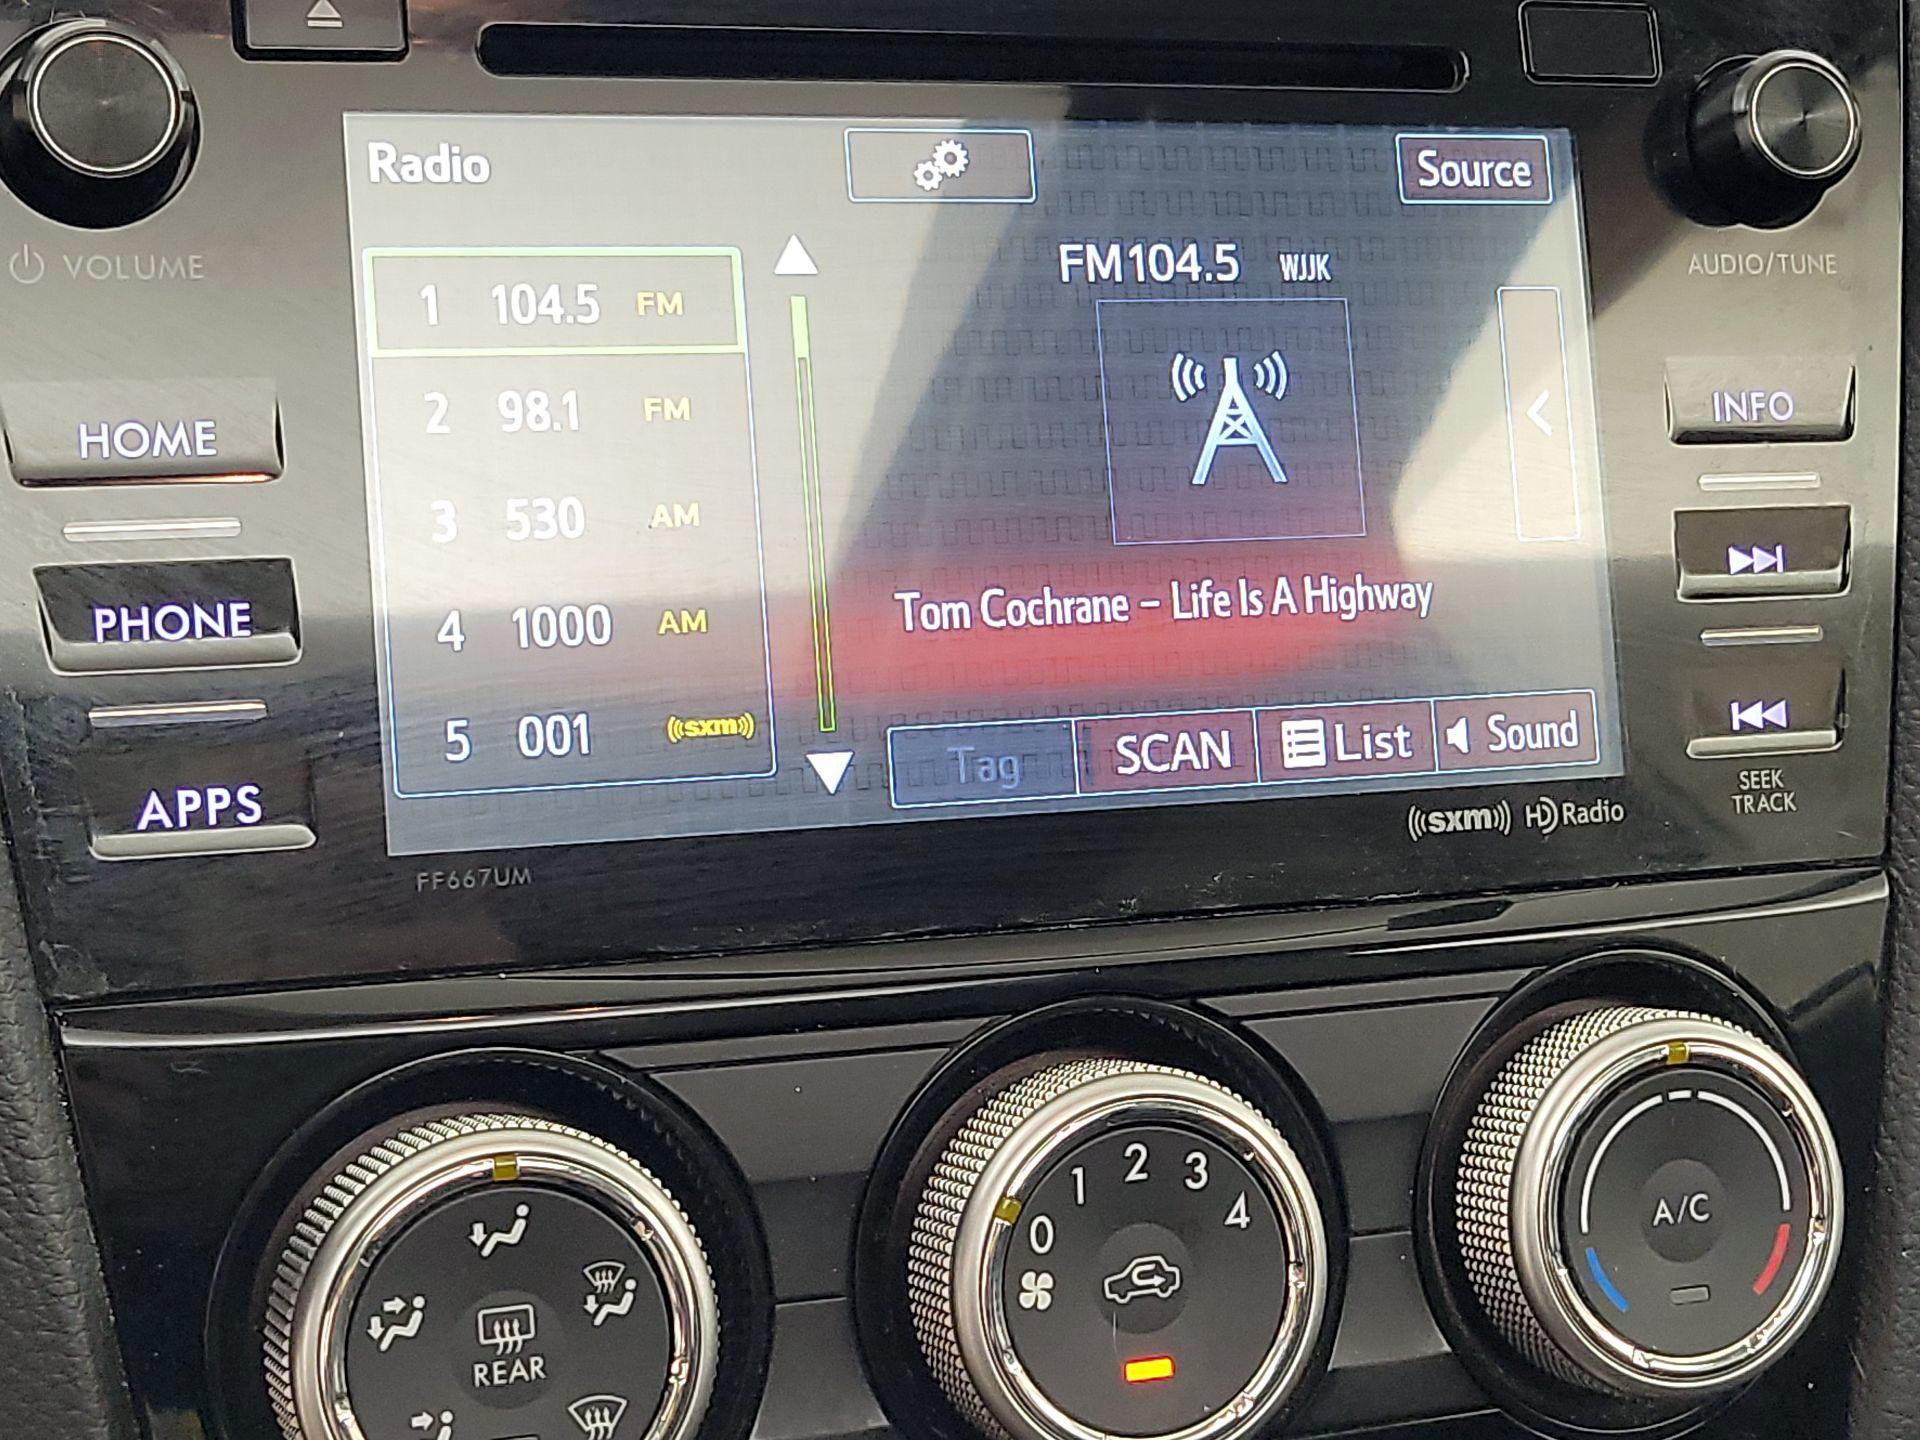 Radio
Source
VOLUME
AUDIO/TUNE
FM104.5 WJJK
1 104.5 FM
2 98.1 FM
3 530 AM
4 1000 AM
5 001 ((sxm))
HOME
PHONE
APPS
INFO
Tom Cochrane – Life Is A Highway
Tag SCAN List Sound
SEEK
TRACK
((sxm)) HD Radio
FF667UM
0 1 2 3 4
A/C
REAR